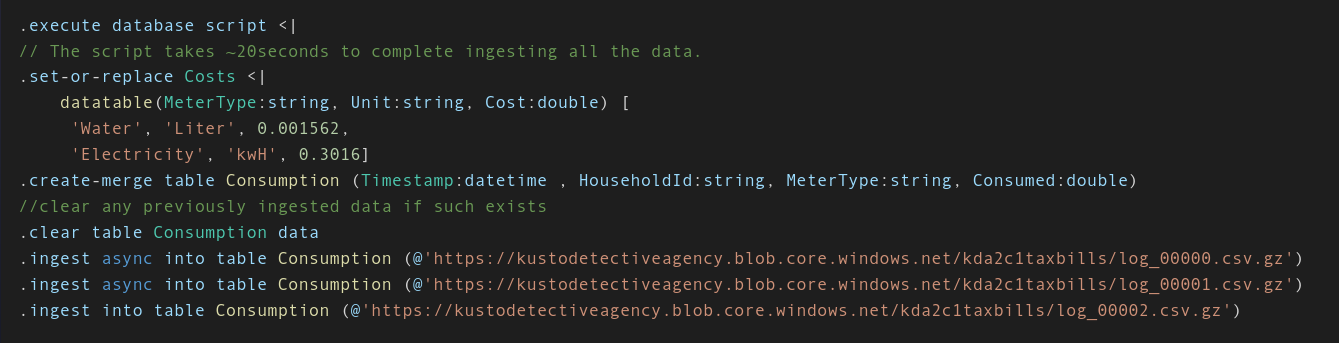 .execute database script <|
// The script takes ~20seconds to complete ingesting all the data.
.set-or-replace Costs <|
    datatable(MeterType:string, Unit:string, Cost:double) [
     'Water', 'Liter', 0.001562,
     'Electricity', 'kwH', 0.3016]
.create-merge table Consumption (Timestamp:datetime , HouseholdId:string, MeterType:string, Consumed:double)
//clear any previously ingested data if such exists
.clear table Consumption data
.ingest async into table Consumption (@'https://kustodetectiveagency.blob.core.windows.net/kda2c1taxbills/log_00000.csv.gz')
.ingest async into table Consumption (@'https://kustodetectiveagency.blob.core.windows.net/kda2c1taxbills/log_00001.csv.gz')
.ingest into table Consumption (@'https://kustodetectiveagency.blob.core.windows.net/kda2c1taxbills/log_00002.csv.gz')